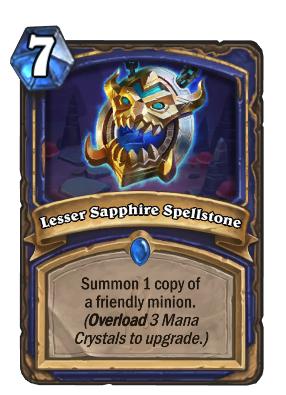 7
Lesser Sapphire Spellstone
Summon 1 copy of
a friendly minion.
(Overload 3 Mana
Crystals to upgrade.)